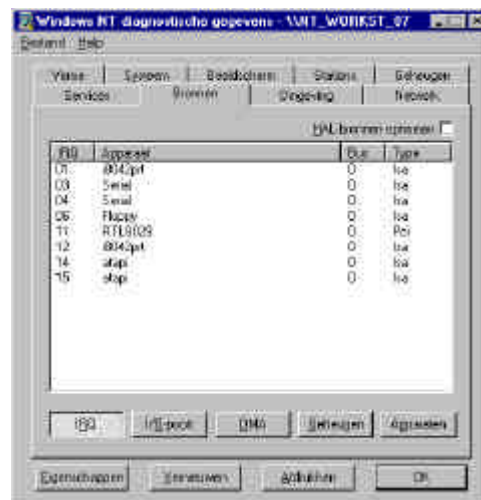 Windows NT diagnostische gegevens - \\NT_WORKST_07
Bestand Help
Versie Systeem Beeldscherm Stations Geheugen
Services Bronnen Omgeving Netwerk
HAL-bronnen opnemen
IRQ Apparaat Bus Type
01 i8042prt 0 Isa
03 Serial 0 Isa
04 Serial 0 Isa
06 Floppy 0 Isa
11 RTL8029 0 Pci
12 i8042prt 0 Isa
14 atapi 0 Isa
15 atapi 0 Isa
IRQ I/O-poort DMA Geheugen Apparaten
Eigenschappen Vernieuwen Afdrukken OK